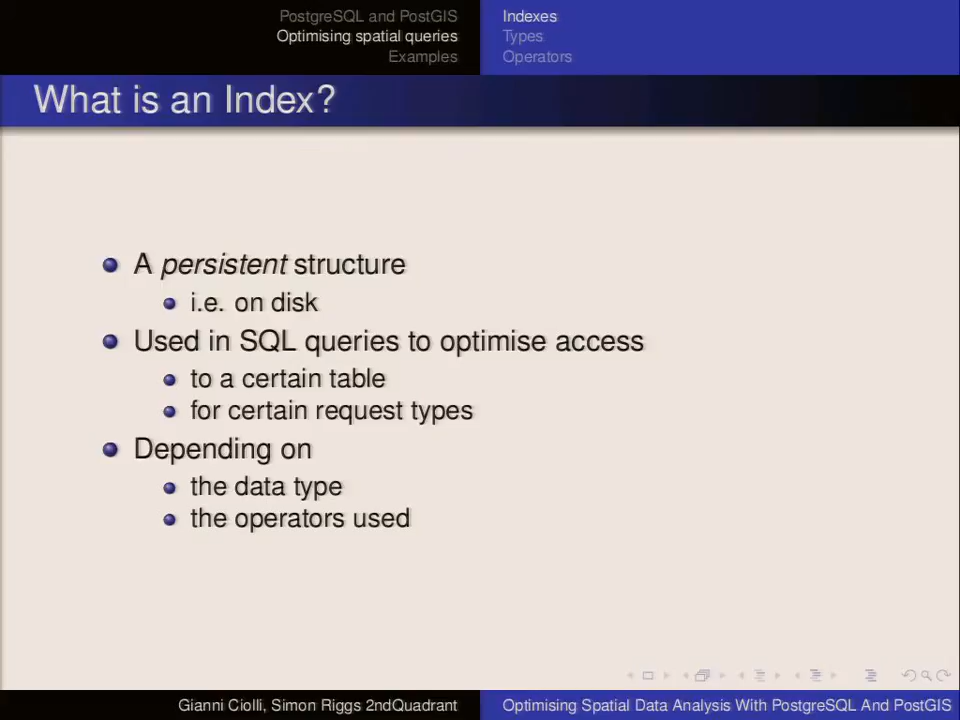 PostgreSQL and PostGIS
Optimising spatial queries
Examples
Indexes
Types
Operators
What is an Index?
A persistent structure
i.e. on disk
Used in SQL queries to optimise access
to a certain table
for certain request types
Depending on
the data type
the operators used
Gianni Ciolli, Simon Riggs 2ndQuadrant
Optimising Spatial Data Analysis With PostgreSQL And PostGIS